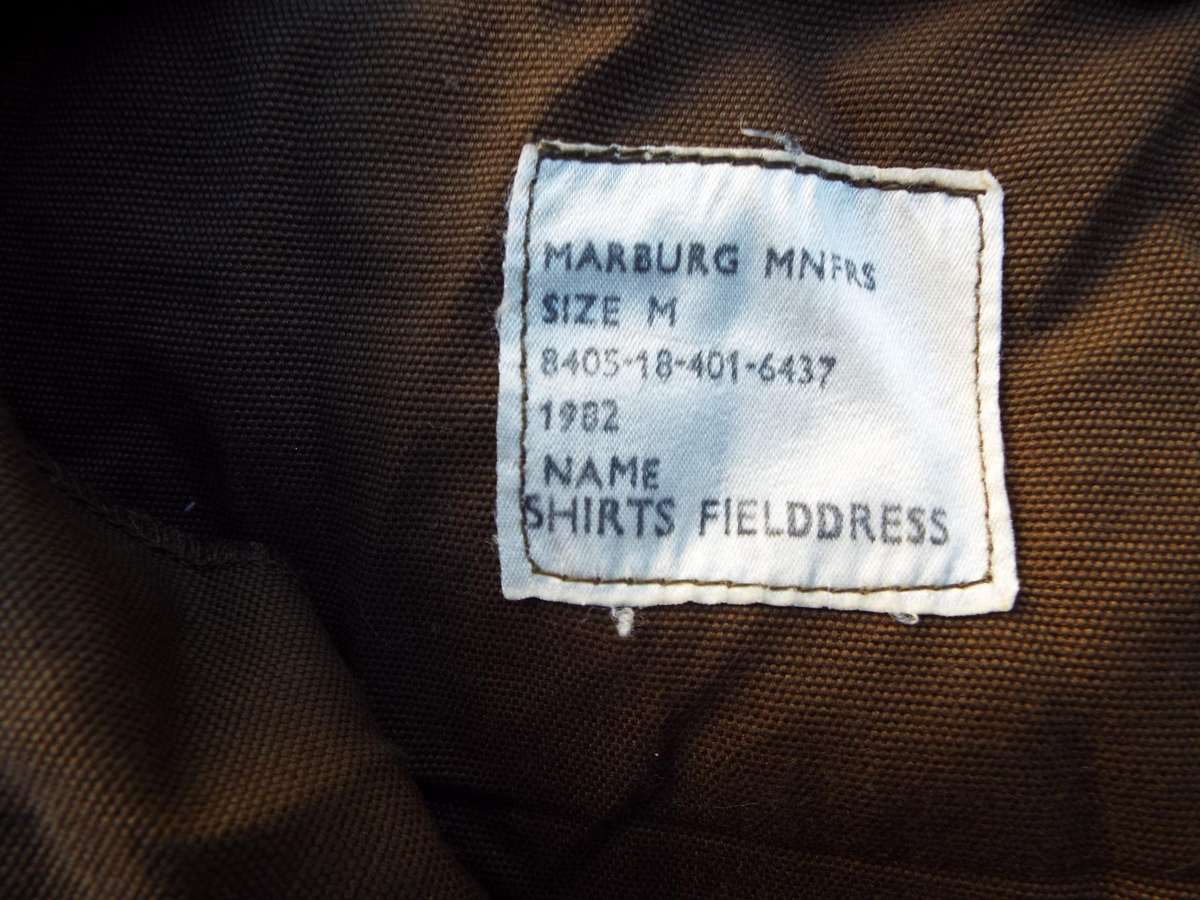 MARBURG MNFRS
SIZE M
8405-18-401-6437
1982
NAME
SHIRTS FIELDDRESS